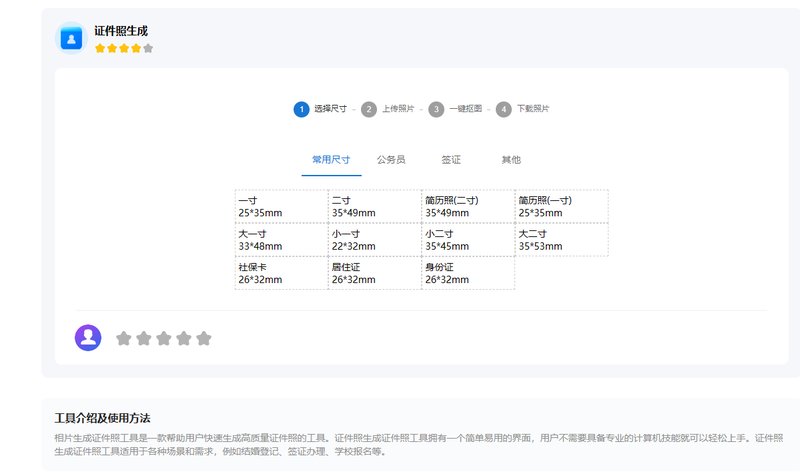 证件照生成
1 选择尺寸 - 2 上传照片 - 3 一键抠图 - 4 下载照片
常用尺寸 公务员 签证 其他
一寸 二寸 简历照(二寸) 简历照(一寸)
25*35mm 35*49mm 35*49mm 25*35mm
大一寸 小一寸 小二寸 大二寸
33*48mm 22*32mm 35*45mm 35*53mm
社保卡 居住证 身份证
26*32mm 26*32mm 26*32mm
工具介绍及使用方法
相片生成证件照工具是一款帮助用户快速生成高质量证件照的工具。证件照生成证件照工具拥有一个简单易用的界面，用户不需要具备专业的计算机技能就可以轻松上手。证件照
生成证件照工具适用于各种场景和需求，例如结婚登记、签证办理、学校报名等。